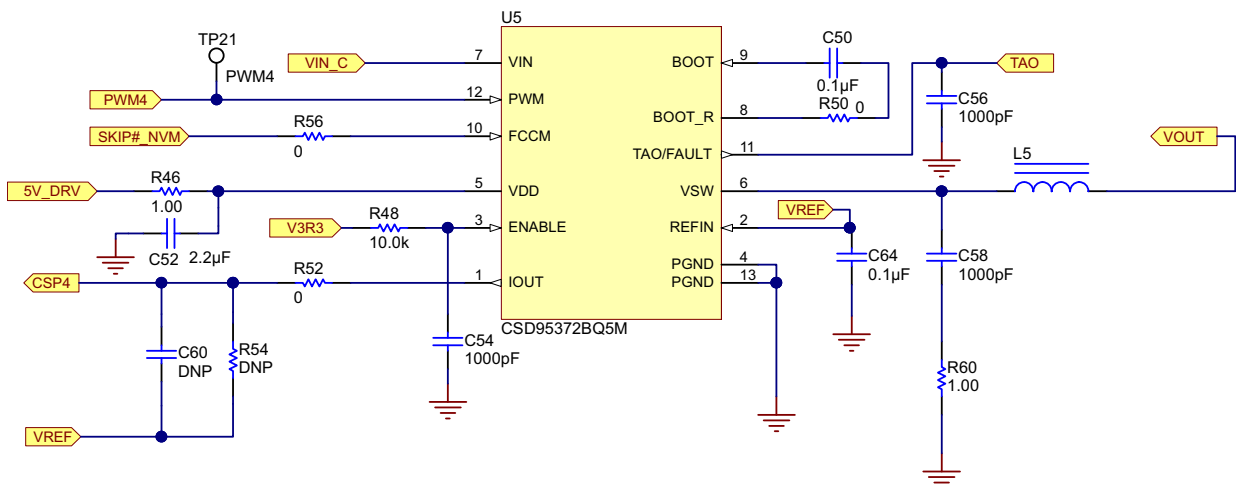 U5
TP21
PWM4
VIN_C
7
VIN
PWM4
12
PWM
SKIP#_NVM
R56
0
10
FCCM
5V_DRV
R46
1.00
5
VDD
C52
2.2µF
V3R3
R48
10.0k
3
ENABLE
CSP4
R52
0
1
IOUT
C60
DNP
R54
DNP
VREF
C54
1000pF
CSD95372BQ5M
BOOT
9
C50
0.1µF
BOOT_R
8
R50
0
TAO/FAULT
11
TAO
C56
1000pF
VSW
6
L5
VOUT
REFIN
2
VREF
C64
0.1µF
PGND
4
PGND
13
C58
1000pF
R60
1.00